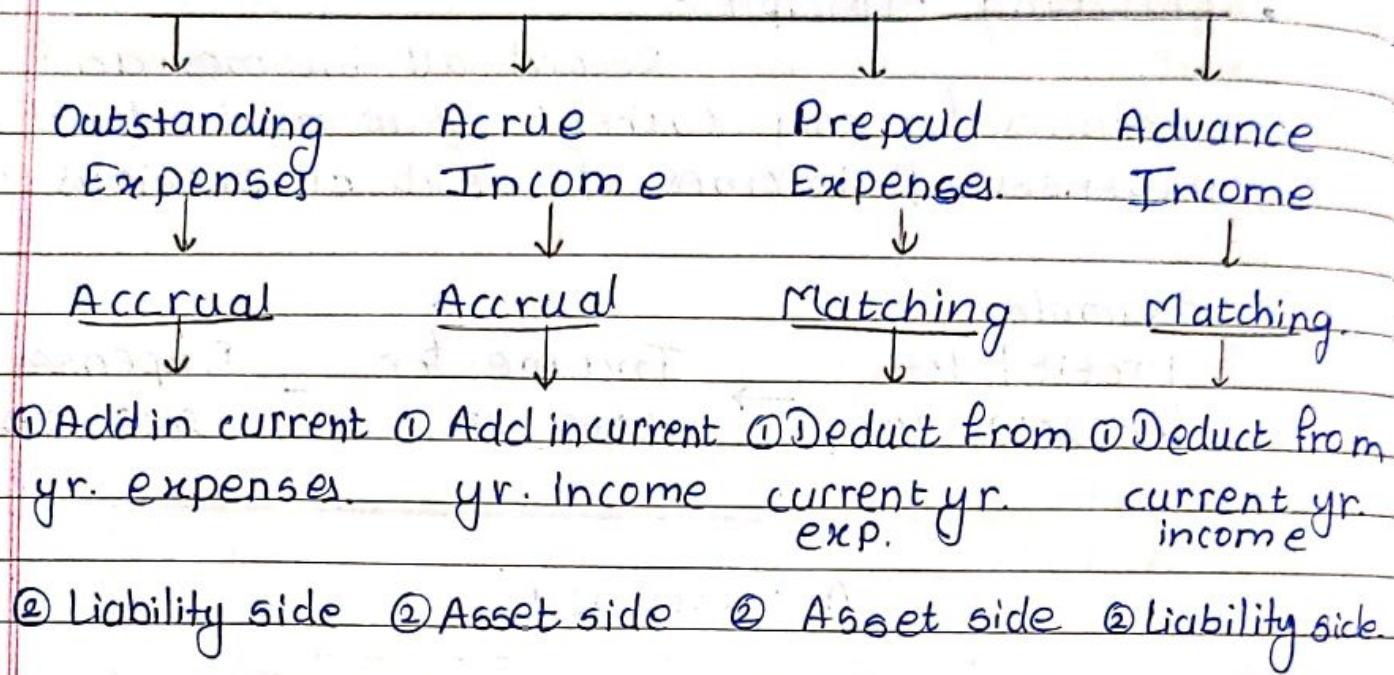 Outstanding Acrue Prepaid Advance
Expenses Income Expenses. Income
Accrual Accrual Matching Matching.
① Add in current ① Add in current ① Deduct from ① Deduct from
yr. expenses. yr. income current yr. current yr.
exp. income
② Liability side ② Asset side ② Asset side ② Liability side.